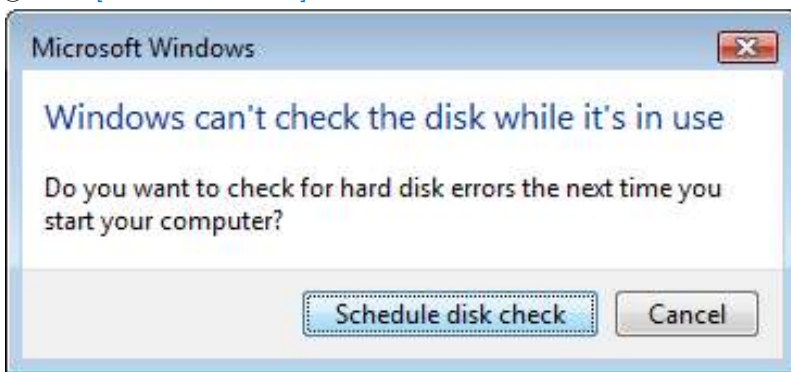 Microsoft Windows
Windows can't check the disk while it's in use
Do you want to check for hard disk errors the next time you
start your computer?
Schedule disk check
Cancel